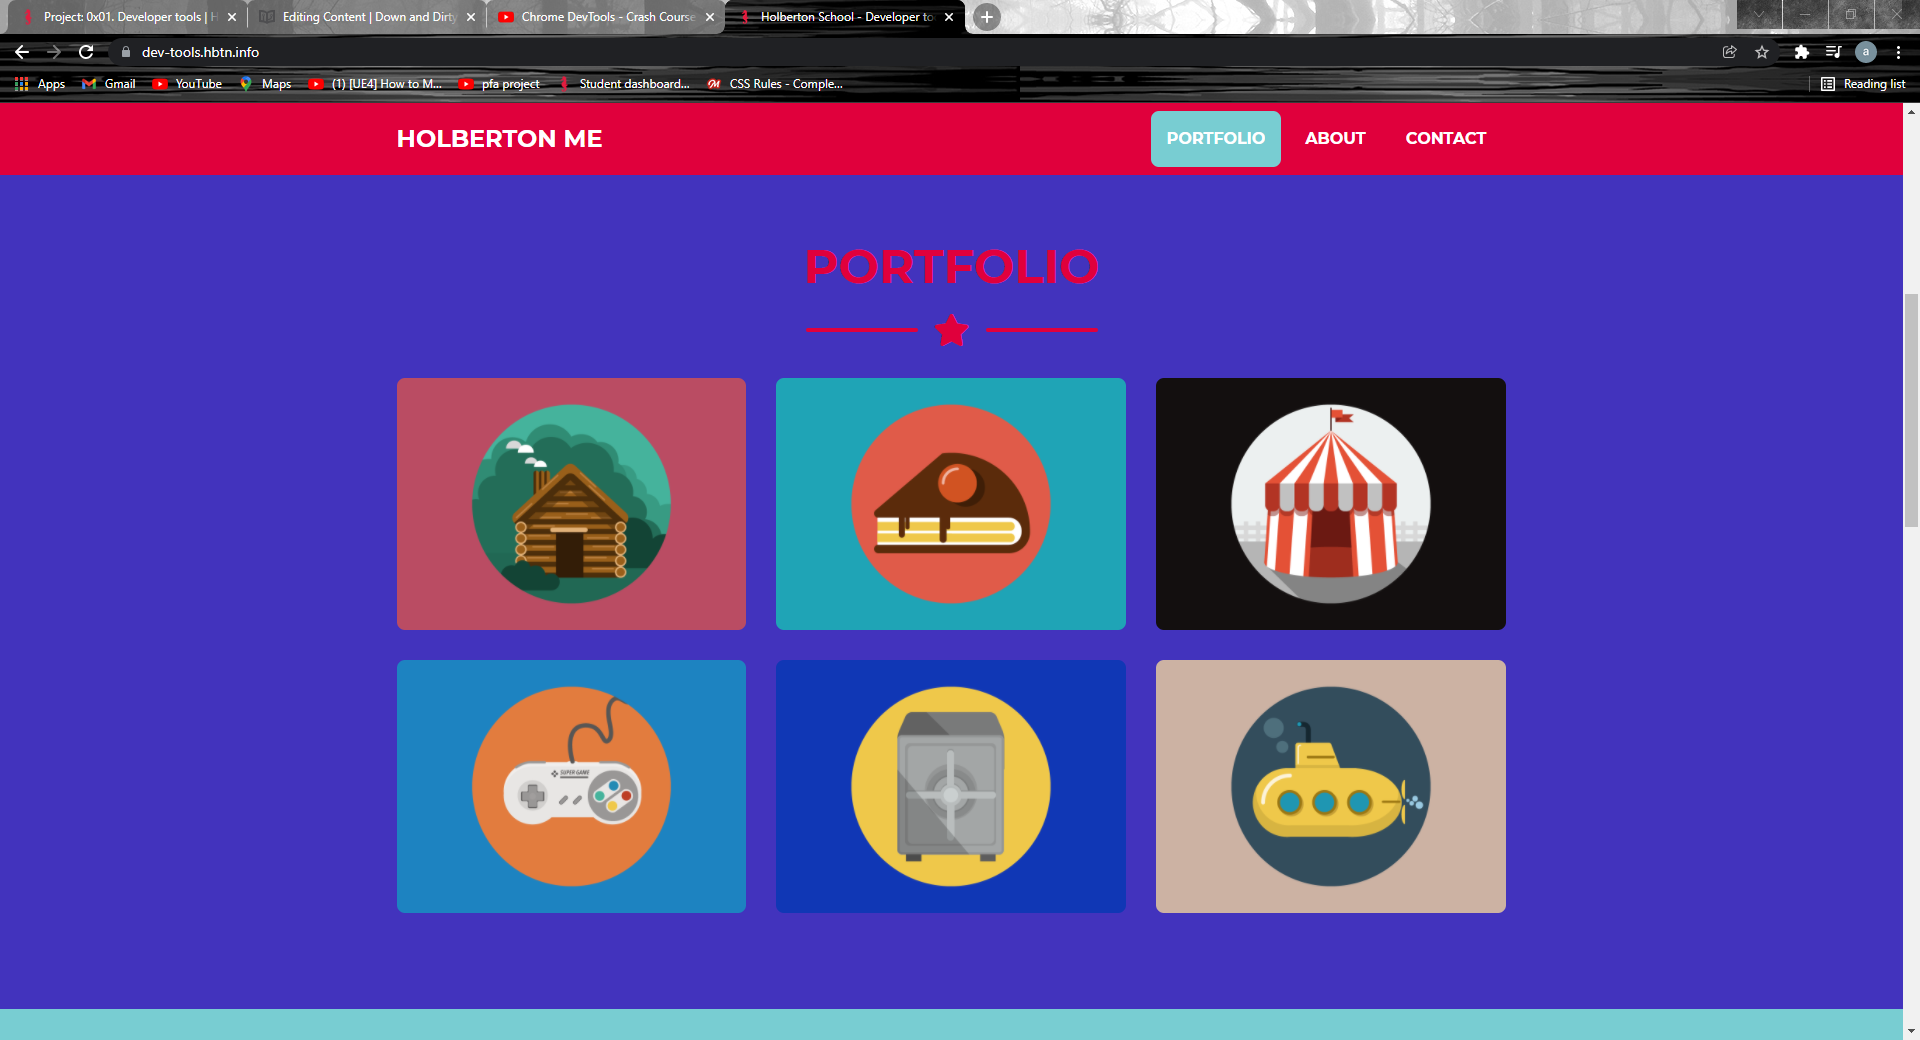 Project: 0x01. Developer tools | H
Editing Content | Down and Dirty
Chrome DevTools - Crash Course
Holberton School - Developer to
dev-tools.hbtn.info
a
Apps
Gmail
YouTube
Maps
(1) [UE4] How to M...
pfa project
Student dashboard...
CSS Rules - Comple...
Reading list
HOLBERTON ME
PORTFOLIO
ABOUT
CONTACT
PORTFOLIO
SUPER GAME